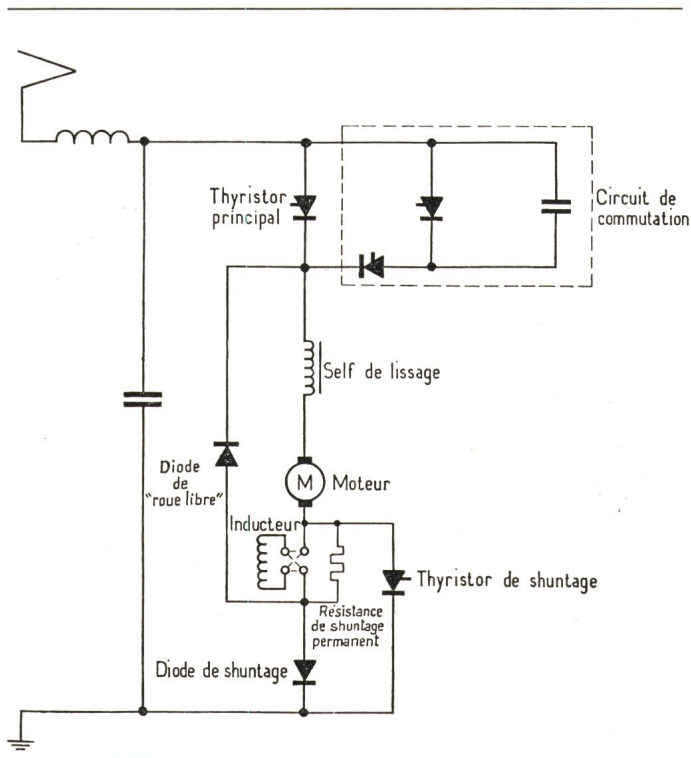 Thyristor
principal
Circuit de
commutation
Self de lissage
Diode
de
"roue libre"
M
Moteur
Inducteur
Thyristor de shuntage
Résistance
de shuntage
permanent
Diode de shuntage